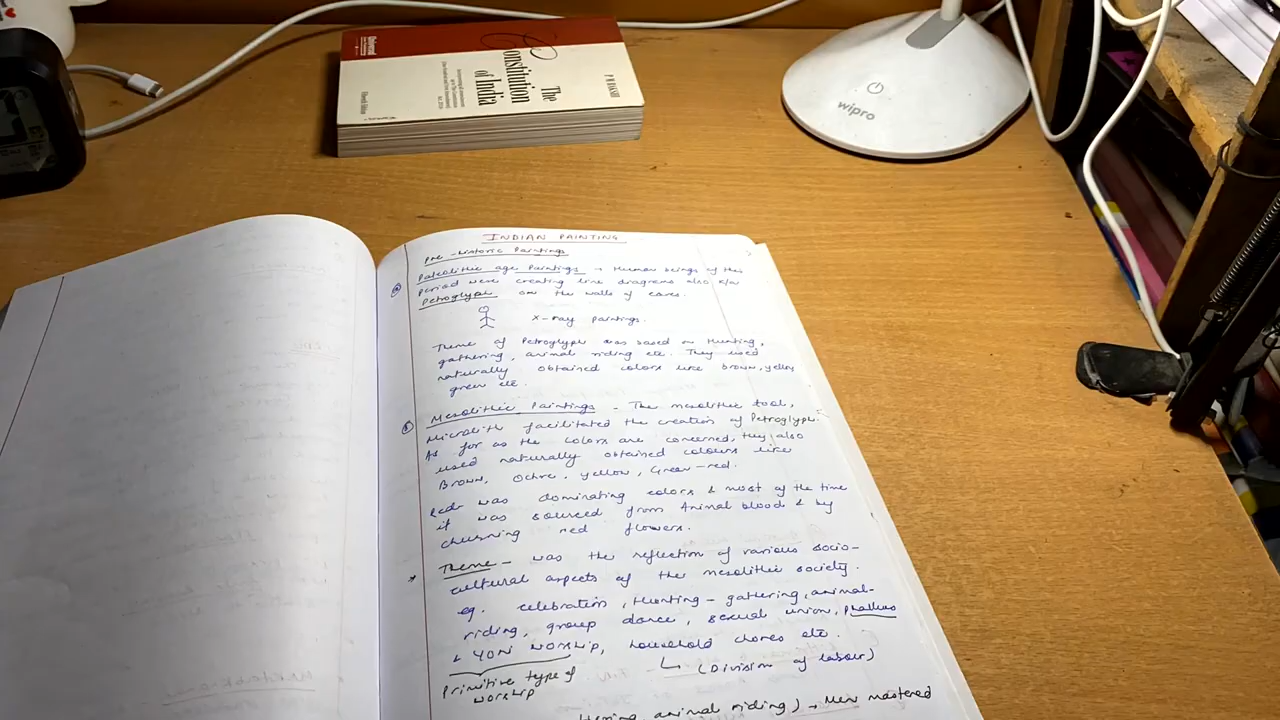 Universal
The
Constitution
of India
P M BAKSHI
wipro
INDIAN PAINTING
Pre-historic Paintings
(a) Paleolithic age Paintings → Human beings of this
period were creating line diagrams also k/a
Petroglyph on the walls of caves.
X-ray paintings.
Theme of Petroglyph was based on Hunting,
gathering, animal riding etc. They used
naturally obtained colors like brown, yellow
green etc.
(b) Mesolithic Paintings - The mesolithic tool,
Microlith facilitated the creation of Petroglyph.
As far as the colors are concerned, they also
used naturally obtained colours like
Brown, Ochre, yellow, Green-red.
Red was dominating colors & most of the time
it was sourced from Animal blood & by
churning red flowers.
* Theme - was the reflection of various socio-
cultural aspects of the mesolithic society.
eg. celebration, Hunting-gathering, animal-
riding, group dance, sexual union, Phallus
& YONI WORSHIP, household chores etc.
Primitive type of
worship
(Division of labour)
animal riding) → Men mastered